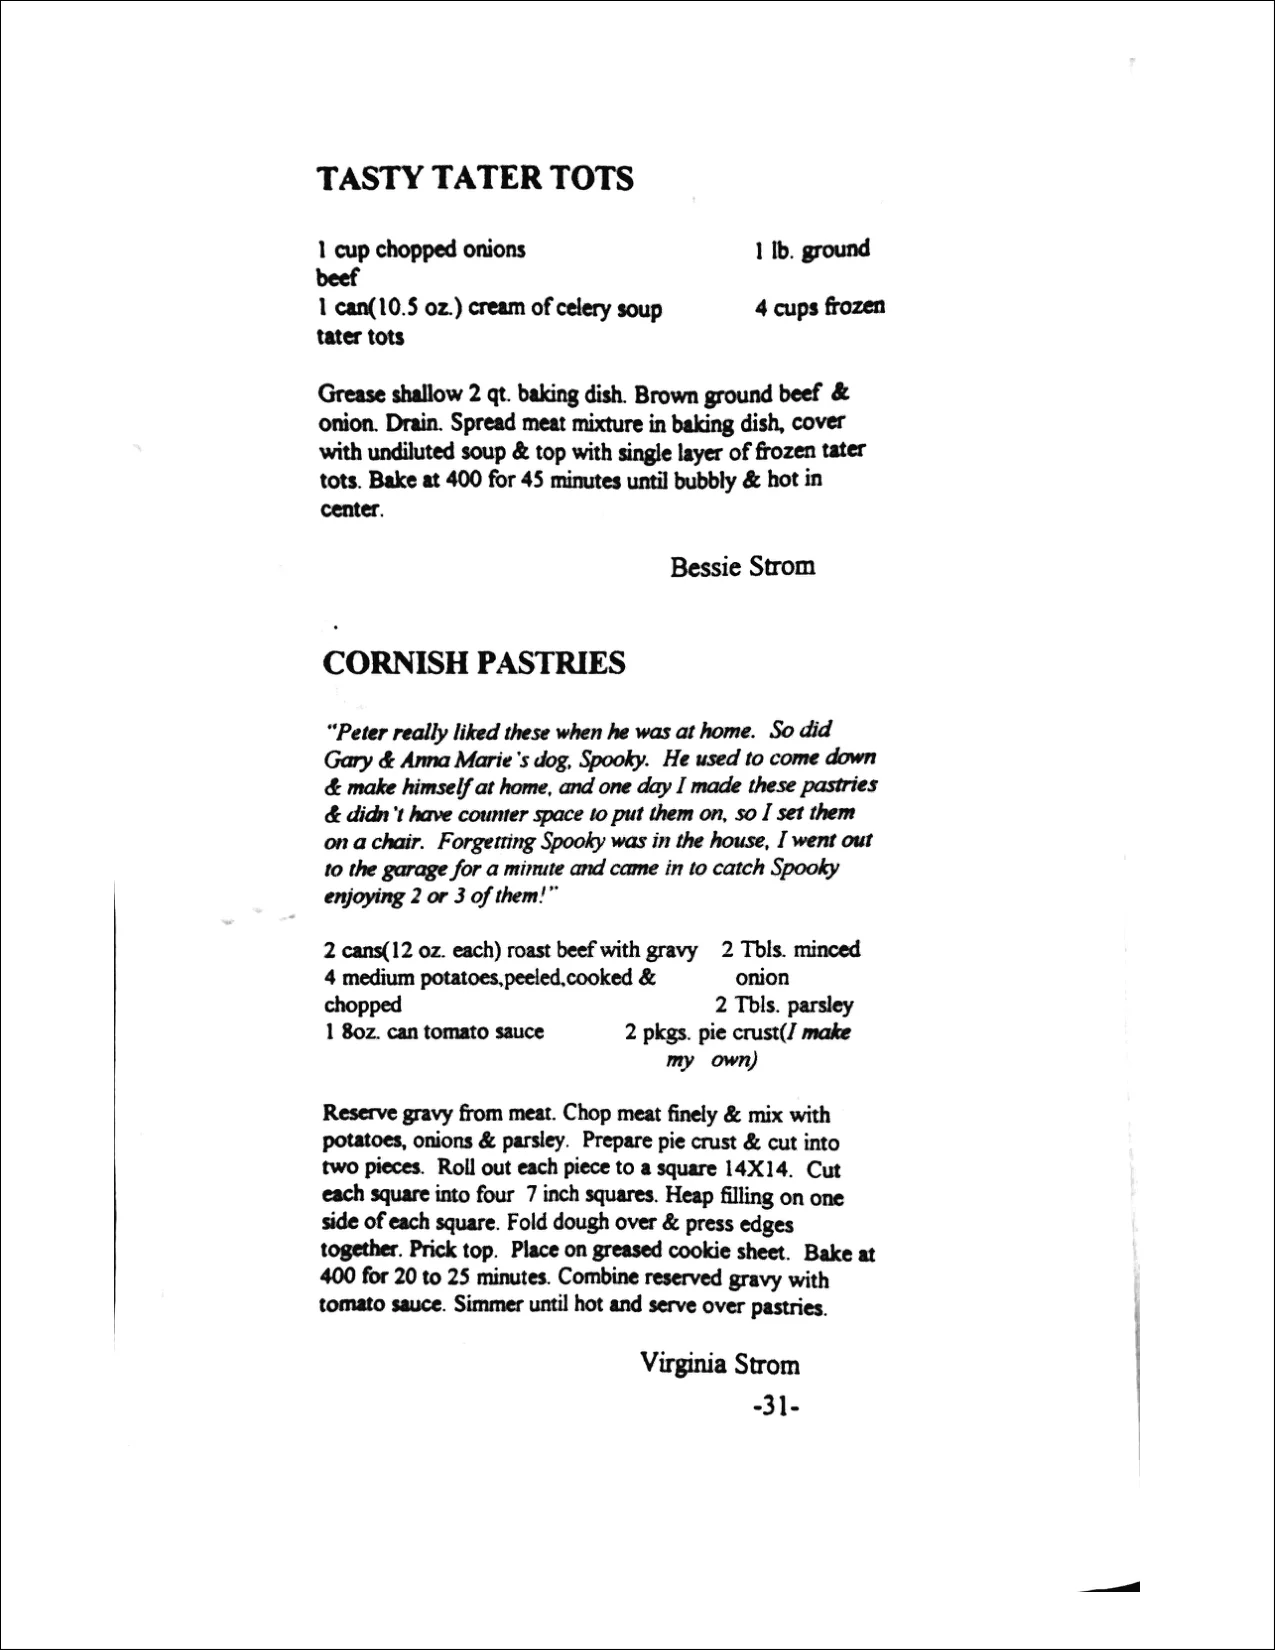 TASTY TATER TOTS
1 cup chopped onions 1 lb. ground
beef
1 can(10.5 oz.) cream of celery soup 4 cups frozen
tater tots
Grease shallow 2 qt. baking dish. Brown ground beef &
onion. Drain. Spread meat mixture in baking dish, cover
with undiluted soup & top with single layer of frozen tater
tots. Bake at 400 for 45 minutes until bubbly & hot in
center.
Bessie Strom
CORNISH PASTRIES
"Peter really liked these when he was at home. So did
Gary & Anna Marie's dog, Spooky. He used to come down
& make himself at home, and one day I made these pastries
& didn't have counter space to put them on, so I set them
on a chair. Forgetting Spooky was in the house, I went out
to the garage for a minute and came in to catch Spooky
enjoying 2 or 3 of them!"
2 cans(12 oz. each) roast beef with gravy 2 Tbls. minced
4 medium potatoes,peeled,cooked & onion
chopped 2 Tbls. parsley
1 8oz. can tomato sauce 2 pkgs. pie crust(I make
my own)
Reserve gravy from meat. Chop meat finely & mix with
potatoes, onions & parsley. Prepare pie crust & cut into
two pieces. Roll out each piece to a square 14X14. Cut
each square into four 7 inch squares. Heap filling on one
side of each square. Fold dough over & press edges
together. Prick top. Place on greased cookie sheet. Bake at
400 for 20 to 25 minutes. Combine reserved gravy with
tomato sauce. Simmer until hot and serve over pastries.
Virginia Strom
-31-